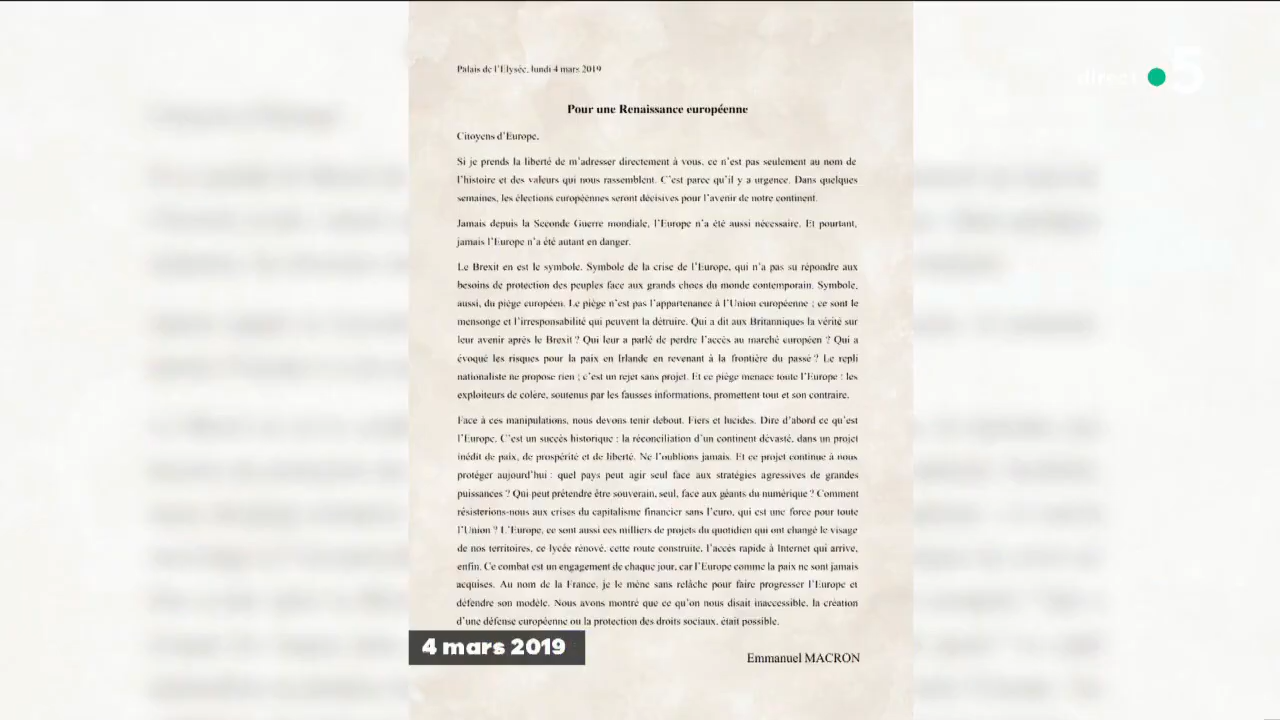 direct 5
Palais de l'Elysée, lundi 4 mars 2019
Pour une Renaissance européenne
Citoyens d'Europe,
Si je prends la liberté de m'adresser directement à vous, ce n'est pas seulement au nom de
l'histoire et des valeurs qui nous rassemblent. C'est parce qu'il y a urgence. Dans quelques
semaines, les élections européennes seront décisives pour l'avenir de notre continent.
Jamais depuis la Seconde Guerre mondiale, l'Europe n'a été aussi nécessaire. Et pourtant,
jamais l'Europe n'a été autant en danger.
Le Brexit en est le symbole. Symbole de la crise de l'Europe, qui n'a pas su répondre aux
besoins de protection des peuples face aux grands chocs du monde contemporain. Symbole,
aussi, du piège européen. Le piège n'est pas l'appartenance à l'Union européenne ; ce sont le
mensonge et l'irresponsabilité qui peuvent la détruire. Qui a dit aux Britanniques la vérité sur
leur avenir après le Brexit ? Qui leur a parlé de perdre l'accès au marché européen ? Qui a
évoqué les risques pour la paix en Irlande en revenant à la frontière du passé ? Le repli
nationaliste ne propose rien ; c'est un rejet sans projet. Et ce piège menace toute l'Europe : les
exploiteurs de colère, soutenus par les fausses informations, promettent tout et son contraire.
Face à ces manipulations, nous devons tenir debout. Fiers et lucides. Dire d'abord ce qu'est
l'Europe. C'est un succès historique : la réconciliation d'un continent dévasté, dans un projet
inédit de paix, de prospérité et de liberté. Ne l'oublions jamais. Et ce projet continue à nous
protéger aujourd'hui : quel pays peut agir seul face aux stratégies agressives de grandes
puissances ? Qui peut prétendre être souverain, seul, face aux géants du numérique ? Comment
résisterions-nous aux crises du capitalisme financier sans l'euro, qui est une force pour toute
l'Union ? L'Europe, ce sont aussi ces milliers de projets du quotidien qui ont changé le visage
de nos territoires, ce lycée rénové, cette route construite, l'accès rapide à Internet qui arrive,
enfin. Ce combat est un engagement de chaque jour, car l'Europe comme la paix ne sont jamais
acquises. Au nom de la France, je le mène sans relâche pour faire progresser l'Europe et
défendre son modèle. Nous avons montré que ce qu'on nous disait inaccessible, la création
d'une défense européenne ou la protection des droits sociaux, était possible.
4 mars 2019
Emmanuel MACRON